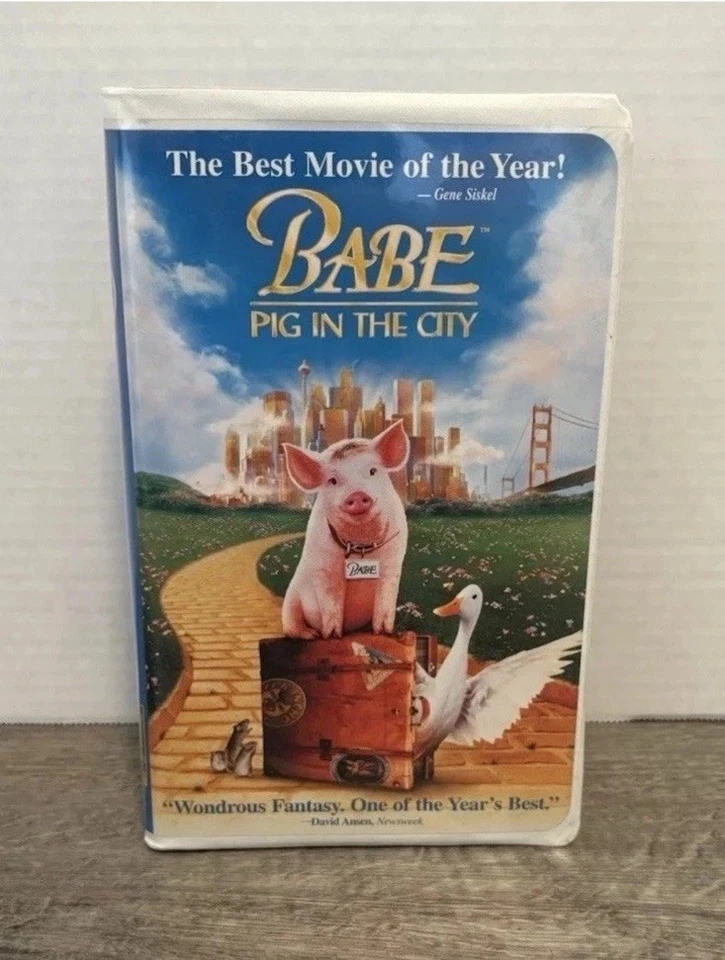 The Best Movie of the Year!
— Gene Siskel
BABE™
PIG IN THE CITY
BABE
“Wondrous Fantasy. One of the Year’s Best.”
—David Ansen, Newsweek